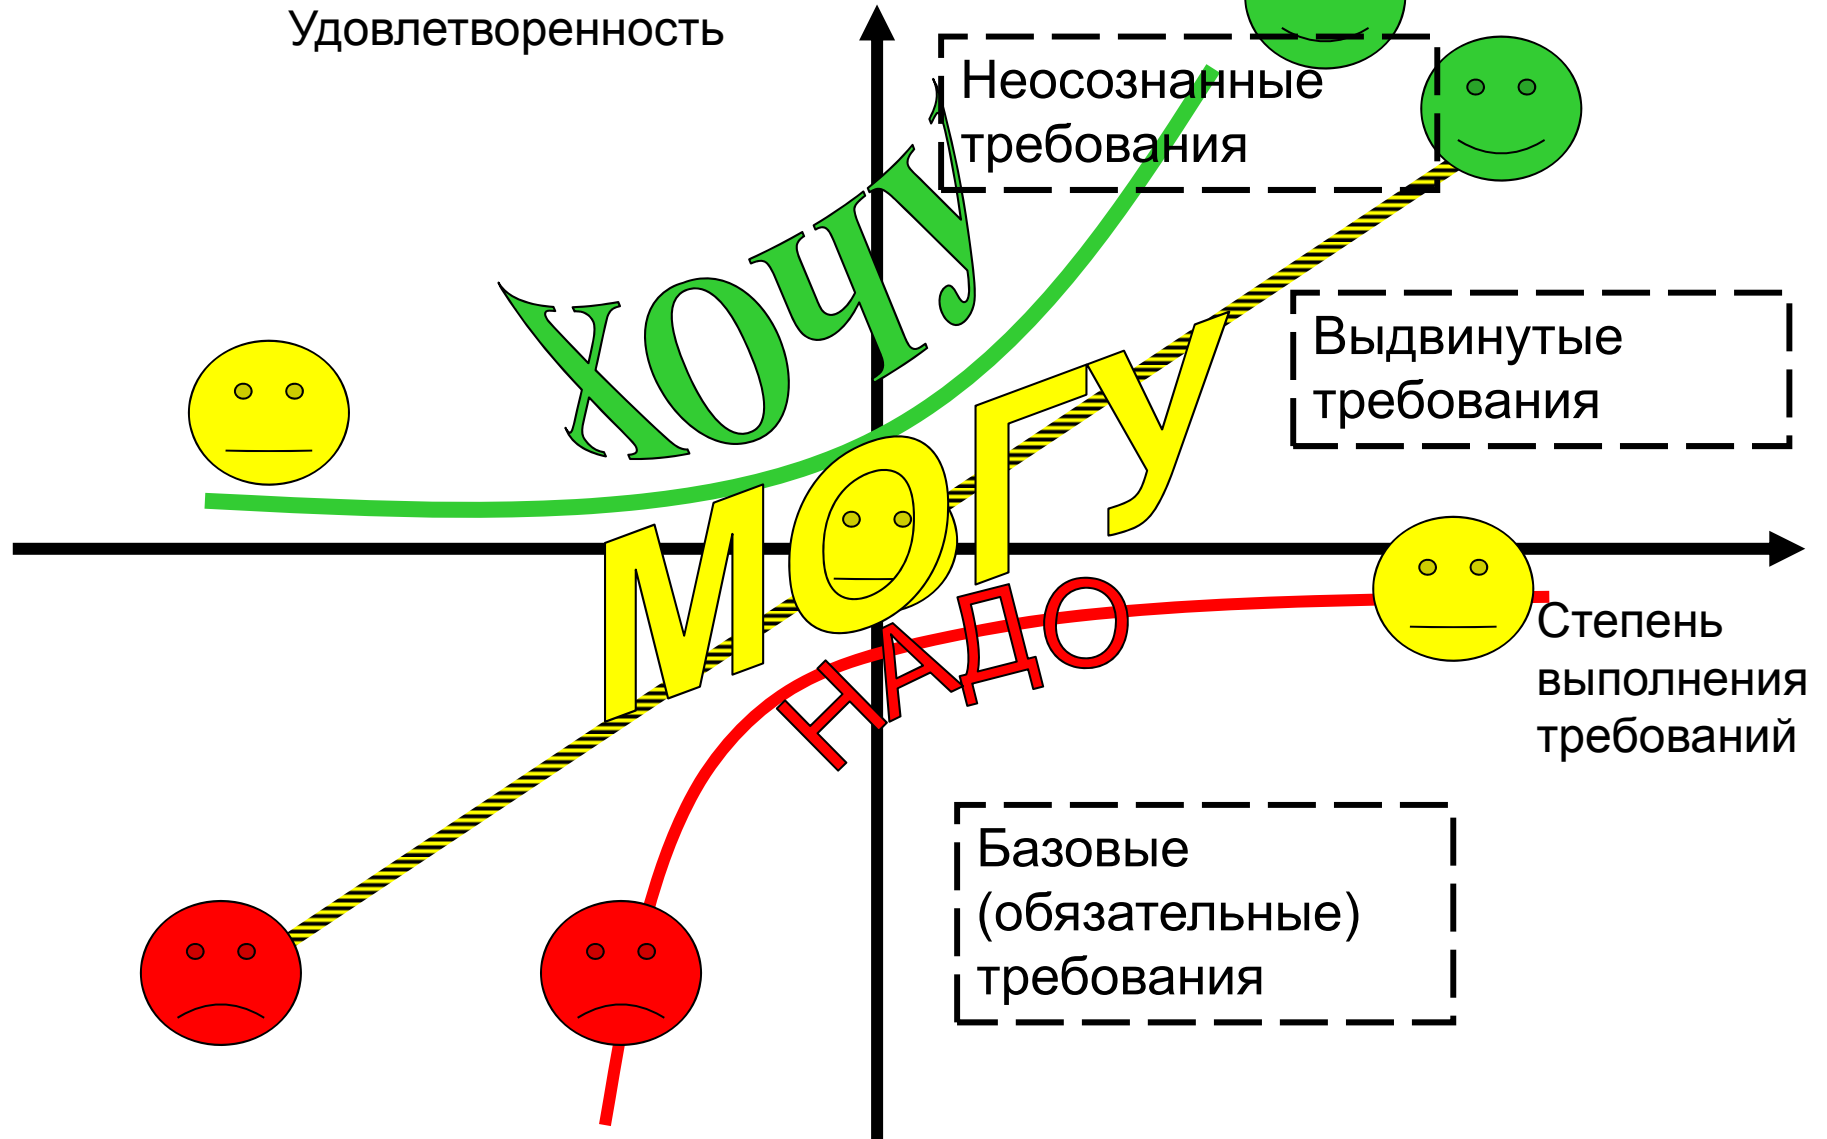 Удовлетворенность
Неосознанные
требования
хочу
Выдвинутые
требования
МОГУ
НАДО
Степень
выполнения
требований
Базовые
(обязательные)
требования